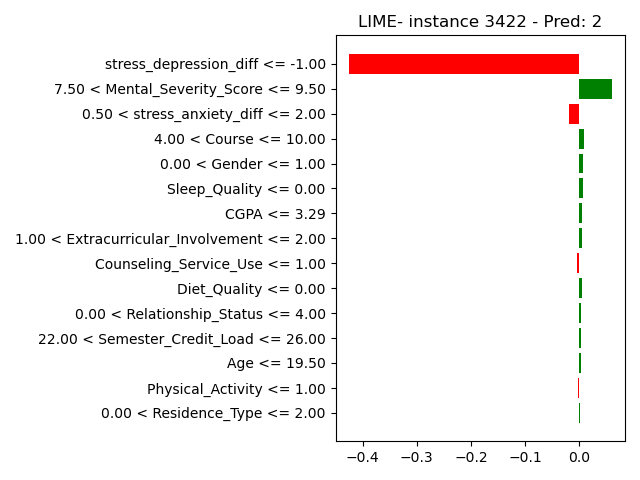 LIME- instance 3422 - Pred: 2
stress_depression_diff <= -1.00
7.50 < Mental_Severity_Score <= 9.50
0.50 < stress_anxiety_diff <= 2.00
4.00 < Course <= 10.00
0.00 < Gender <= 1.00
Sleep_Quality <= 0.00
CGPA <= 3.29
1.00 < Extracurricular_Involvement <= 2.00
Counseling_Service_Use <= 1.00
Diet_Quality <= 0.00
0.00 < Relationship_Status <= 4.00
22.00 < Semester_Credit_Load <= 26.00
Age <= 19.50
Physical_Activity <= 1.00
0.00 < Residence_Type <= 2.00
−0.4 −0.3 −0.2 −0.1 0.0